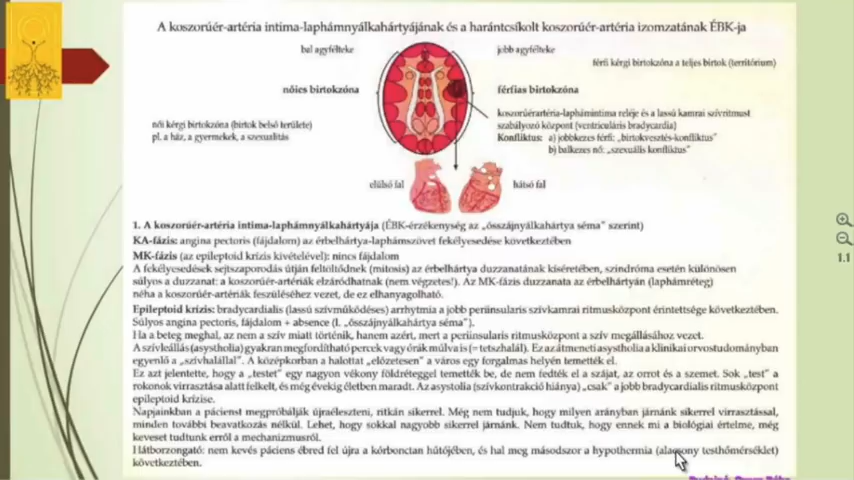 A koszorúér-artéria intima-laphámnyálkahártyájának és a harántcsíkolt koszorúér-artéria izomzatának ÉBK-ja
bal agyfélteke
jobb agyfélteke
férfi kérgi birtokzóna a teljes birtok (territórium)
nőies birtokzóna
férfias birtokzóna
női kérgi birtokzóna (birtok belső területe)
pl. a ház, a gyermekek, a szexualitás
koszorúérartéria-laphámintima reléje és a lassú kamrai szívritmust
szabályozó központ (ventriculáris bradycardia)
Konfliktus: a) jobbkezes férfi: „birtokvesztés-konfliktus"
b) balkezes nő: „szexuális konfliktus"
elülső fal
hátsó fal
1. A koszorúér-artéria intima-laphámnyálkahártyája (ÉBK-érzékenység az „összájnyálkahártya séma" szerint)
KA-fázis: angina pectoris (fájdalom) az érbelhártya-laphámszövet fekélyesedése következtében
MK-fázis (az epileptoid krízis kivételével): nincs fájdalom
A fekélyesedések sejtszaporodás útján feltöltődnek (mitosis) az érbelhártya duzzanatának kíséretében, szindróma esetén különösen
súlyos a duzzanat: a koszorúér-artériák elzáródhatnak (nem végzetes!). Az MK-fázis duzzanata az érbelhártyán (laphámréteg)
néha a koszorúér-artériák feszüléséhez vezet, de ez elhanyagolható.
Epileptoid krízis: bradycardialis (lassú szívműködéses) arrhytmia a jobb periinsularis szívkamrai ritmusközpont érintettsége következtében.
Súlyos angina pectoris, fájdalom + absence (l. „összájnyálkahártya séma").
Ha a beteg meghal, az nem a szív miatt történik, hanem azért, mert a periinsularis ritmusközpont a szív megállásához vezet.
A szívleállás (asystholia) gyakran megfordítható percek vagy órák múlva is (= tetszhalál). Ez az átmeneti asystholia a klinikai orvostudományban
egyenlő a „szívhalállal". A középkorban a halottat „előzetesen" a város egy forgalmas helyén temették el.
Ez azt jelentette, hogy a „testet" egy nagyon vékony földréteggel temették be, de nem fedték el a száját, az orrot és a szemet. Sok „test" a
rokonok virrasztása alatt felkelt, és még évekig életben maradt. Az asystolia (szívkontrakció hiánya) „csak" a jobb bradycardialis ritmusközpont
epileptoid krízise.
Napjainkban a pácienst megpróbálják újraéleszteni, ritkán sikerrel. Még nem tudjuk, hogy milyen arányban járnánk sikerrel virrasztással,
minden további beavatkozás nélkül. Lehet, hogy sokkal nagyobb sikerrel járnánk. Nem tudtuk, hogy ennek mi a biológiai értelme, még
keveset tudtunk erről a mechanizmusról.
Hátborzongató: nem kevés páciens ébred fel újra a kórbonctan hűtőjében, és hal meg másodszor a hypothermia (alacsony testhőmérséklet)
következtében.
1.1